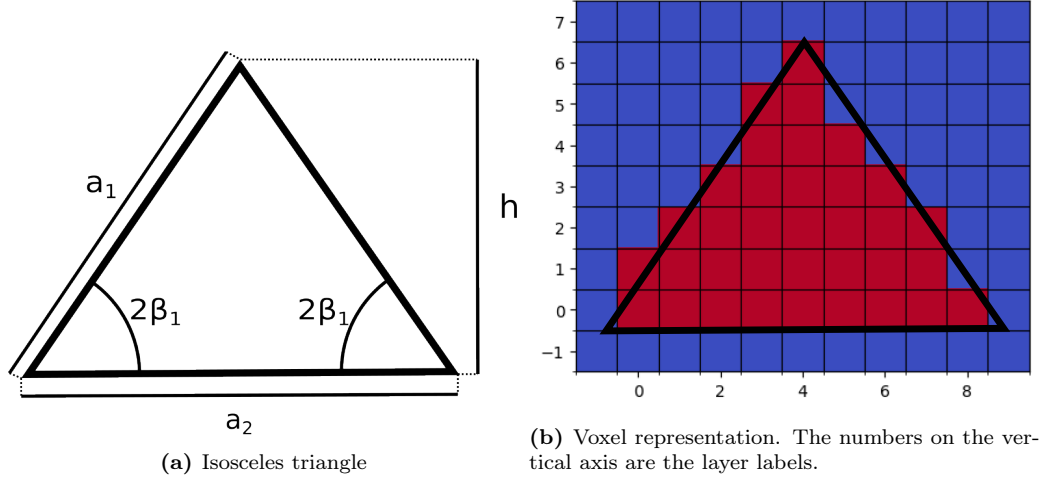 a1
2β1
2β1
h
a2
(a) Isosceles triangle
7
6
5
4
3
2
1
0
−1
0
2
4
6
8
(b) Voxel representation. The numbers on the ver-
tical axis are the layer labels.